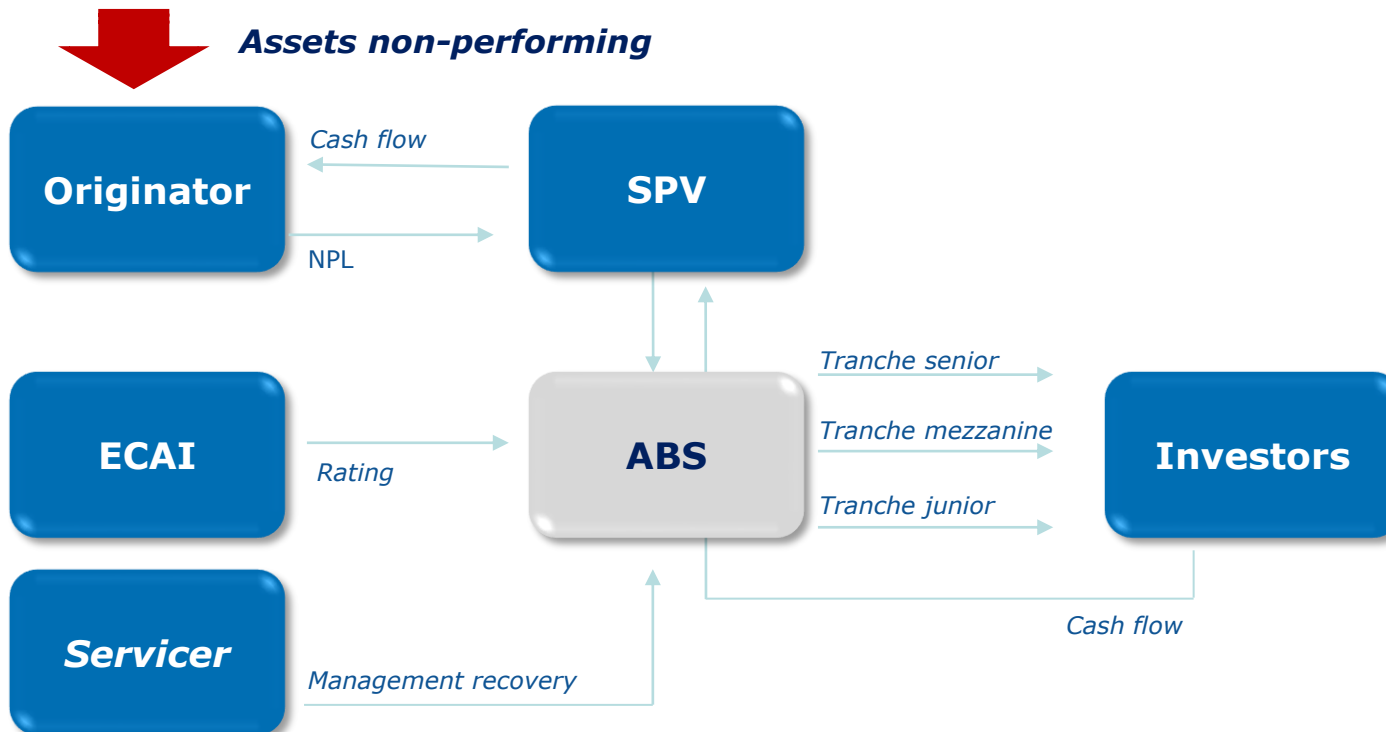 Assets non-performing
Originator
Cash flow
NPL
SPV
ECAI
Rating
ABS
Tranche senior
Tranche mezzanine
Tranche junior
Investors
Cash flow
Servicer
Management recovery